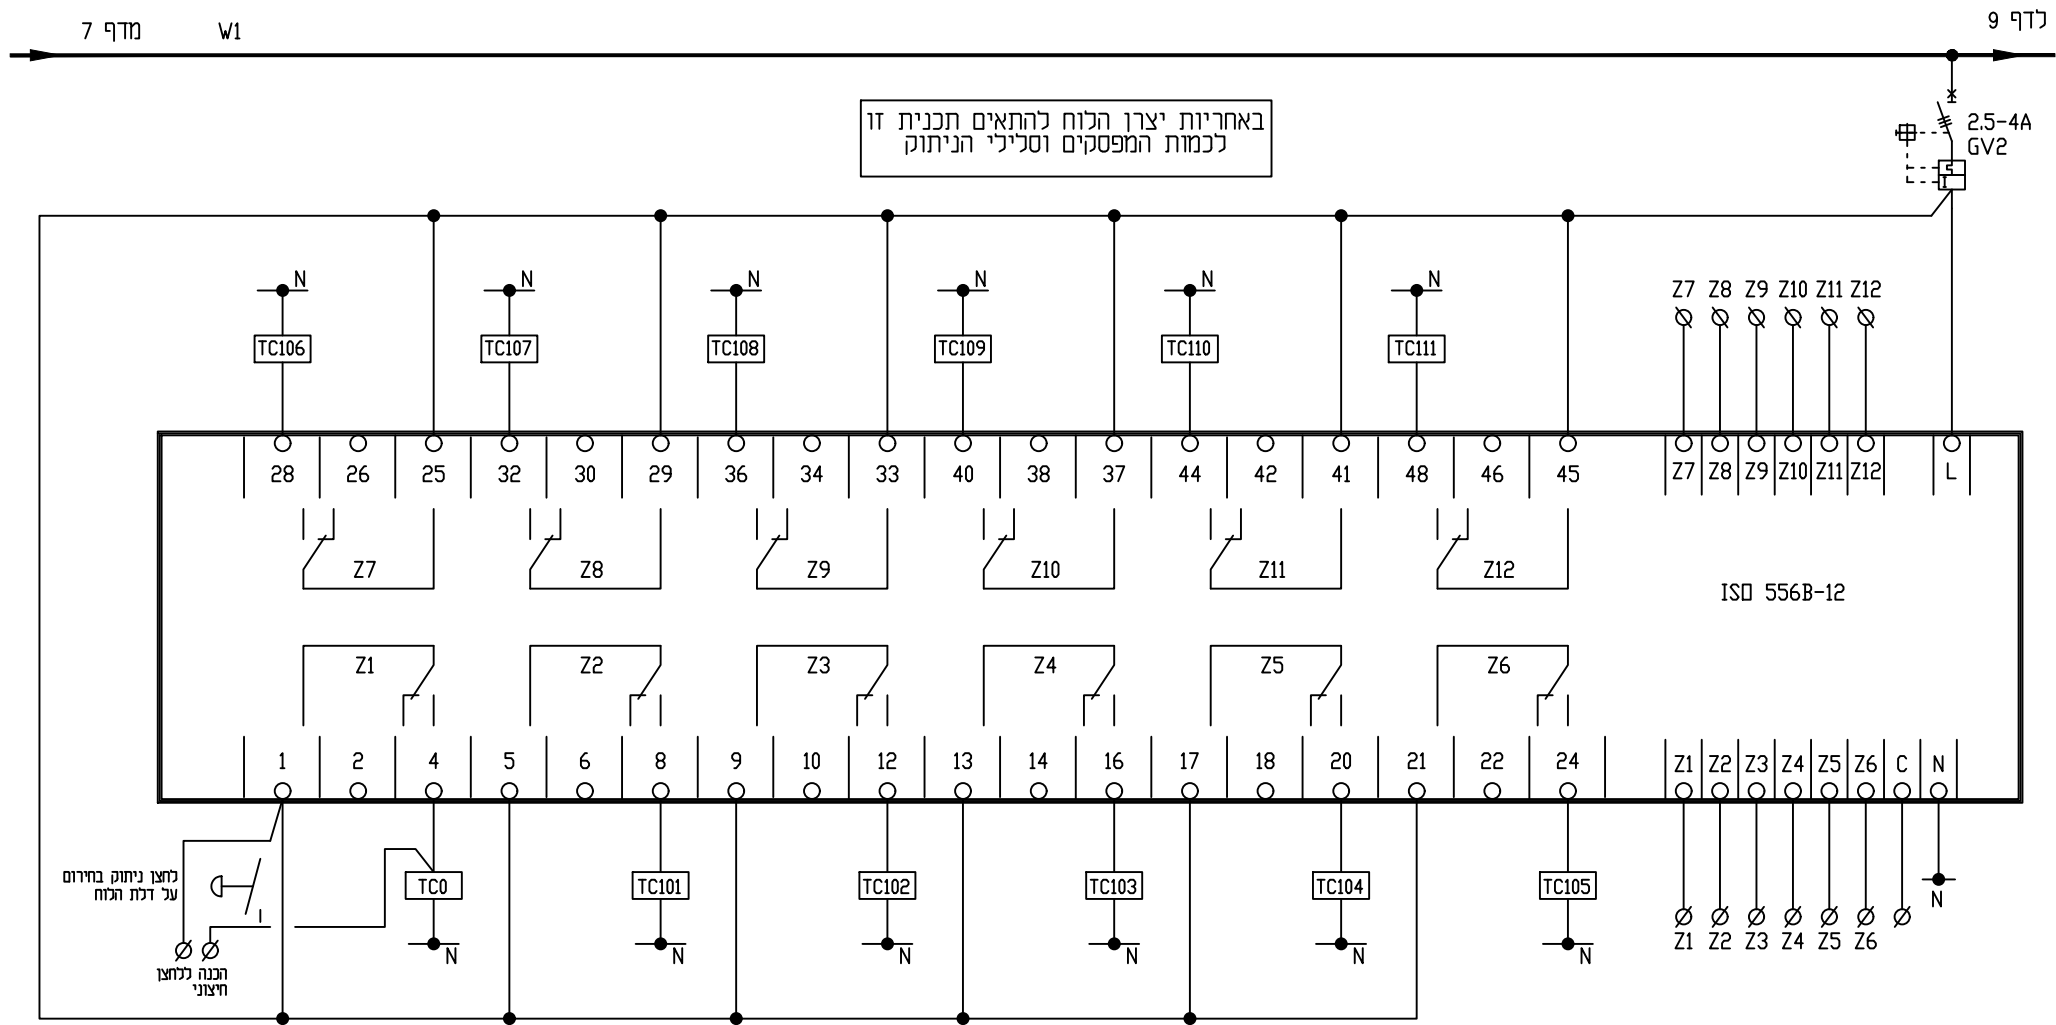 מדף 7
W1
לדף 9
באחריות יצרן הלוח להתאים תכנית זו
לכמות המפסקים וסלילי הניתוק
2.5-4A
GV2
I
N N N N N N
TC106 TC107 TC108 TC109 TC110 TC111
Z7 Z8 Z9 Z10 Z11 Z12
28 26 25 32 30 29 36 34 33 40 38 37 44 42 41 48 46 45
Z7 Z8 Z9 Z10 Z11 Z12 L
Z7 Z8 Z9 Z10 Z11 Z12
ISO 556B-12
Z1 Z2 Z3 Z4 Z5 Z6
1 2 4 5 6 8 9 10 12 13 14 16 17 18 20 21 22 24
Z1 Z2 Z3 Z4 Z5 Z6 C N
לחצן ניתוק בחירום
על דלת הלוח
TC0 TC101 TC102 TC103 TC104 TC105
N N N N N N
N
Z1 Z2 Z3 Z4 Z5 Z6
הכנה ללחצן
חיצוני